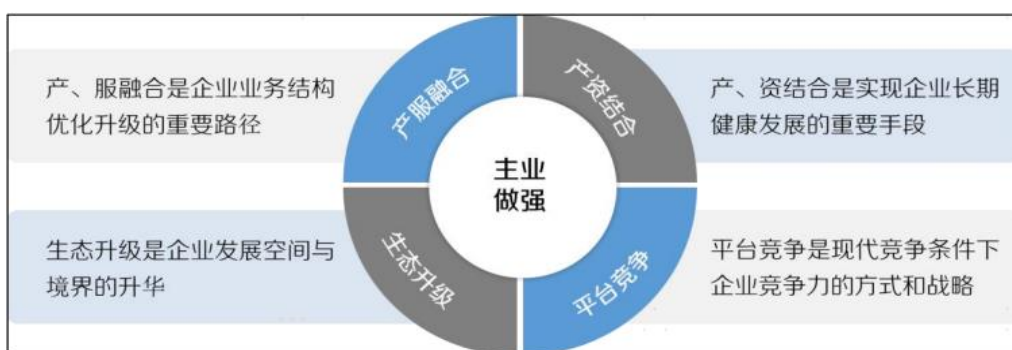 产、服融合是企业业务结构
优化升级的重要路径
产服融合
产资结合
产、资结合是实现企业长期
健康发展的重要手段
主业
做强
生态升级是企业发展空间与
境界的升华
生态升级
平台竞争
平台竞争是现代竞争条件下
企业竞争力的方式和战略